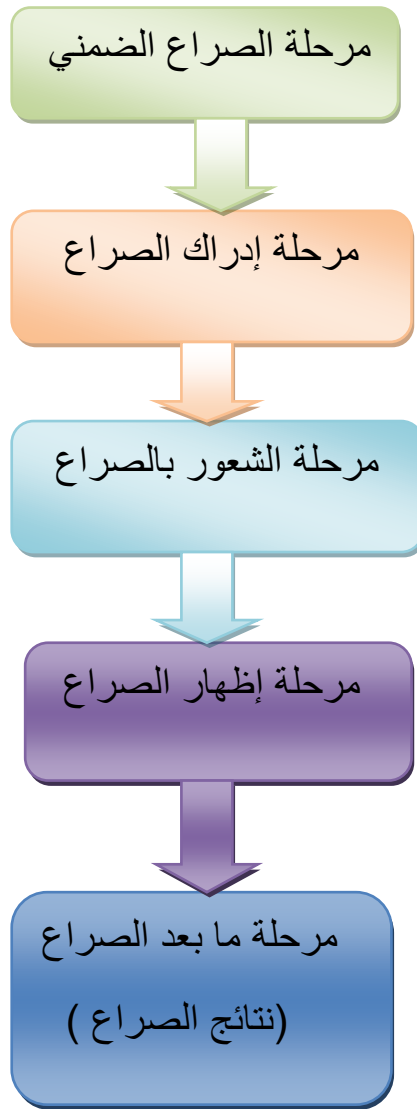 مرحلة الصراع الضمني
مرحلة إدراك الصراع
مرحلة الشعور بالصراع
مرحلة إظهار الصراع
مرحلة ما بعد الصراع
(نتائج الصراع )